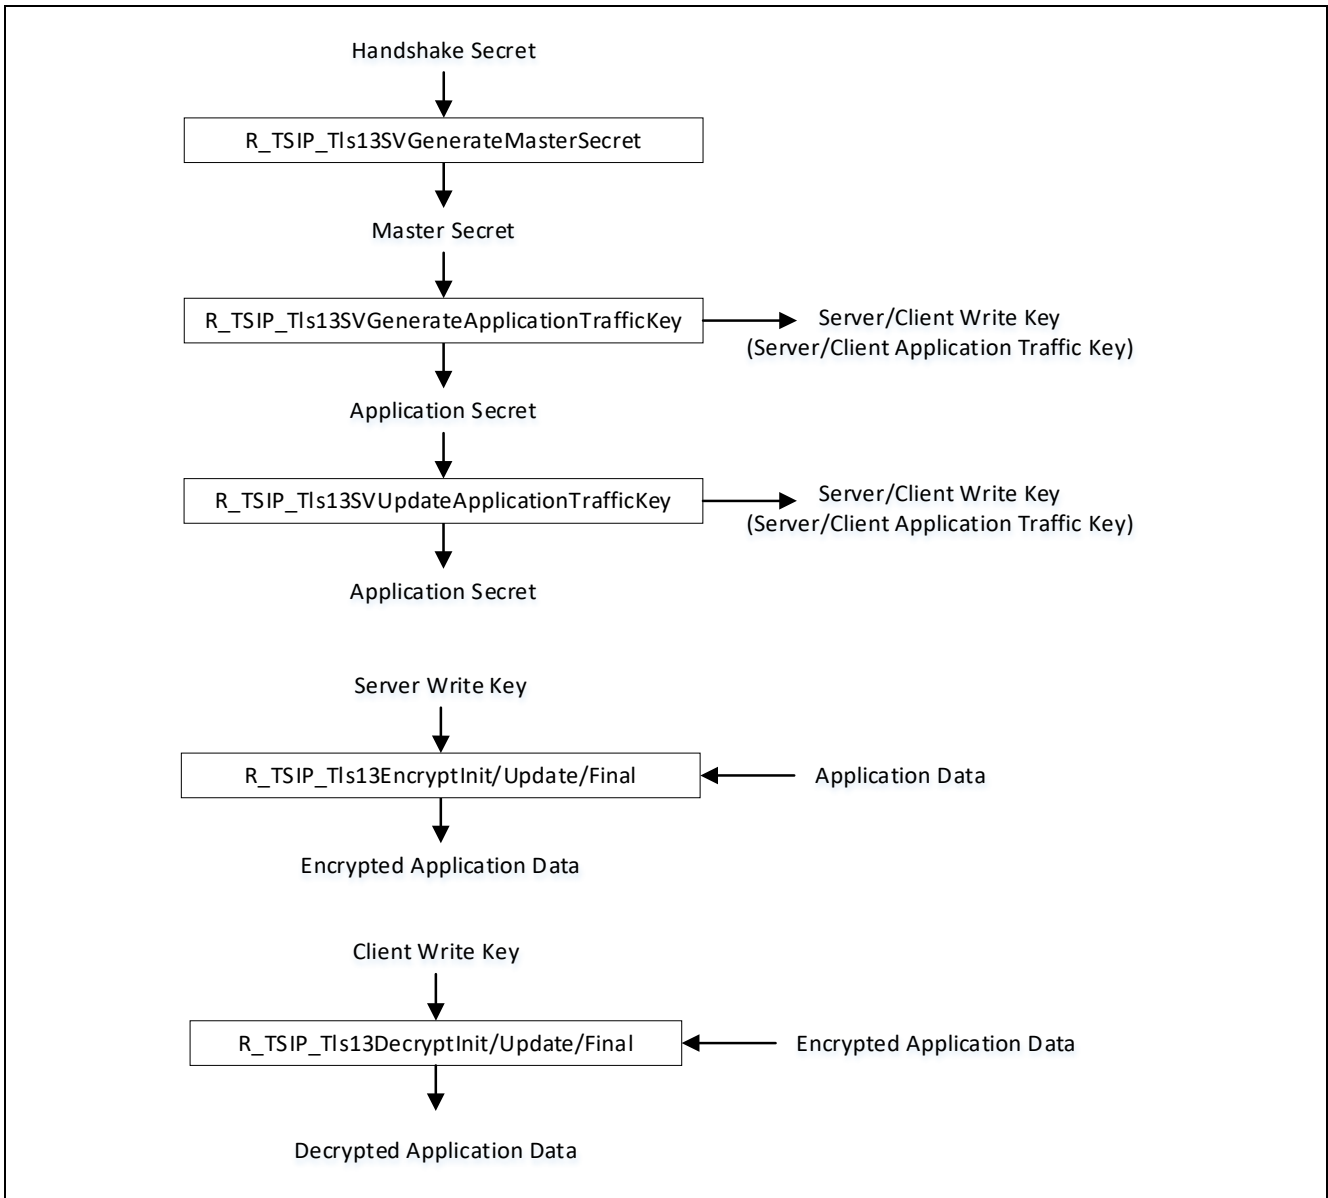 Handshake Secret
R_TSIP_Tls13SVGenerateMasterSecret
Master Secret
R_TSIP_Tls13SVGenerateApplicationTrafficKey
Server/Client Write Key
(Server/Client Application Traffic Key)
Application Secret
R_TSIP_Tls13SVUpdateApplicationTrafficKey
Server/Client Write Key
(Server/Client Application Traffic Key)
Application Secret
Server Write Key
R_TSIP_Tls13EncryptInit/Update/Final
Application Data
Encrypted Application Data
Client Write Key
R_TSIP_Tls13DecryptInit/Update/Final
Encrypted Application Data
Decrypted Application Data